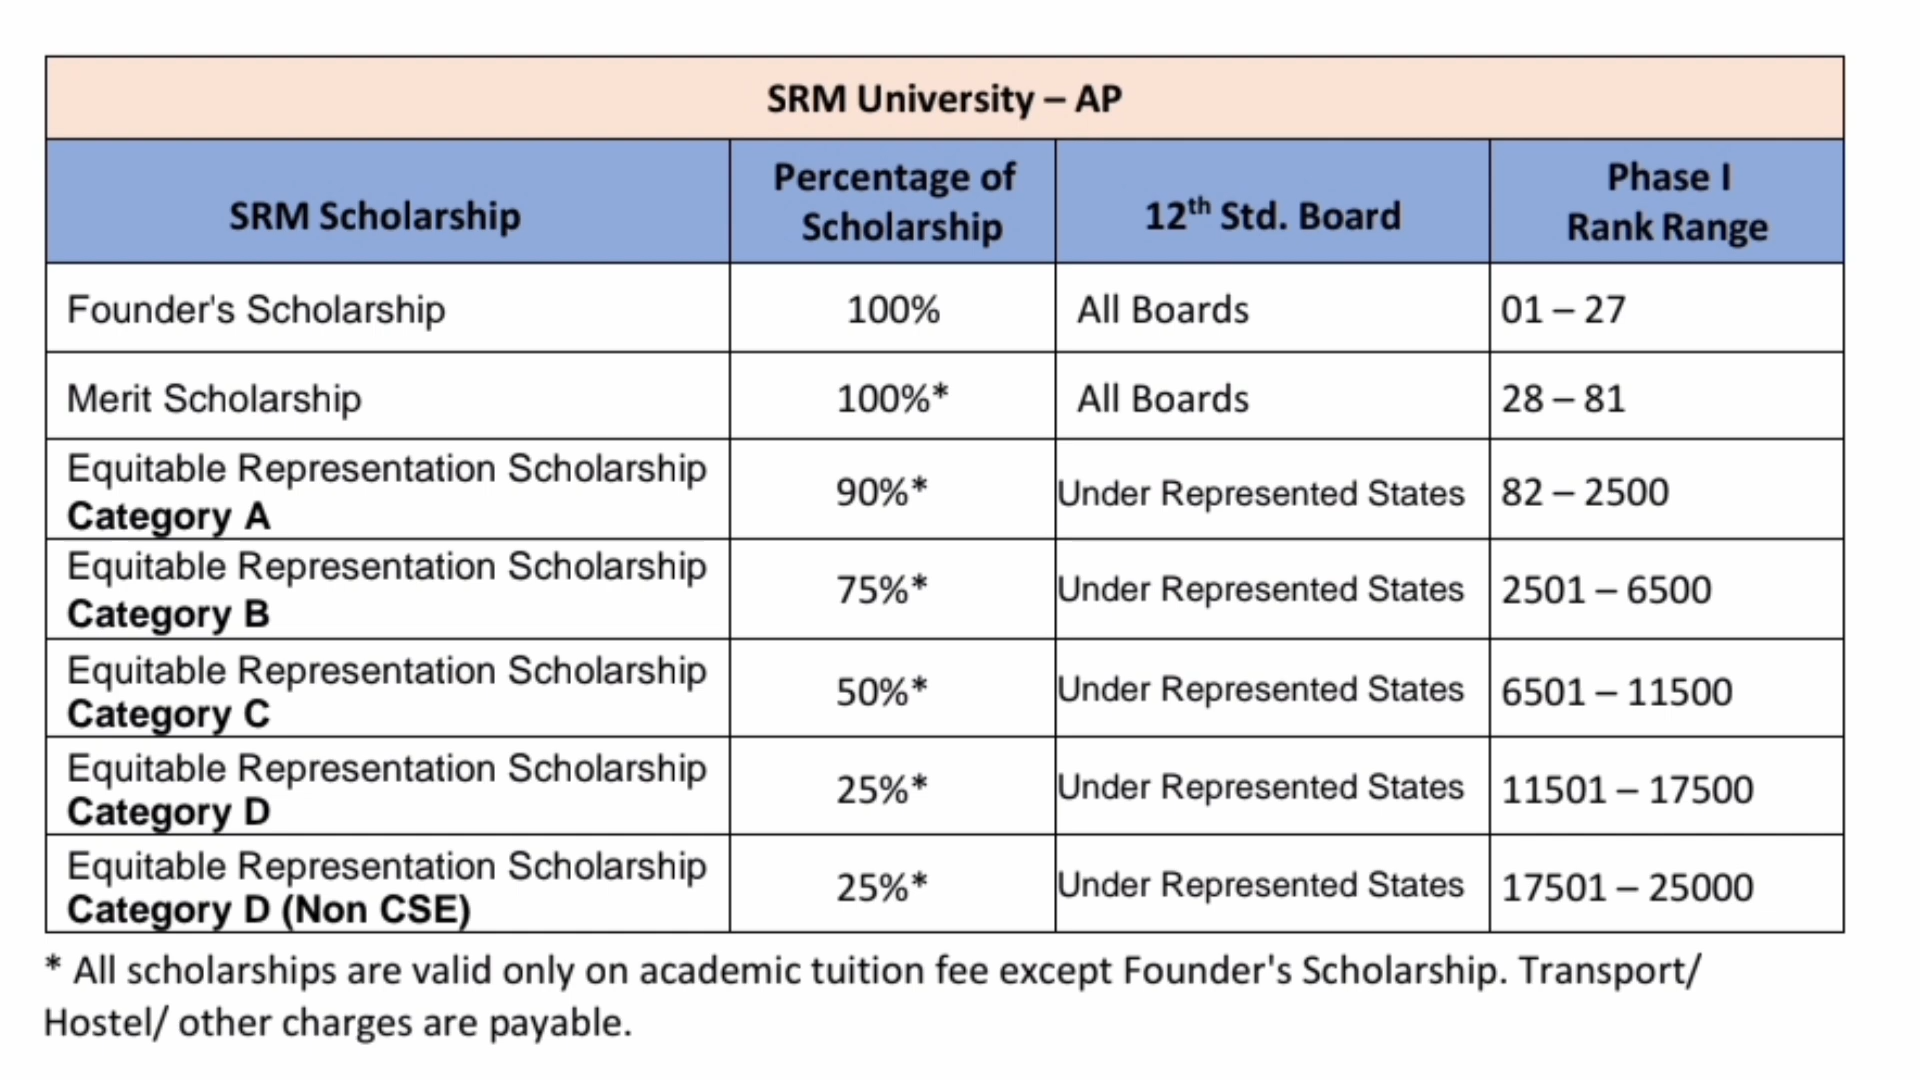 SRM University – AP
SRM Scholarship
Percentage of
Scholarship
12th Std. Board
Phase I
Rank Range
Founder's Scholarship
100%
All Boards
01 – 27
Merit Scholarship
100%*
All Boards
28 – 81
Equitable Representation Scholarship
Category A
90%*
Under Represented States
82 – 2500
Equitable Representation Scholarship
Category B
75%*
Under Represented States
2501 – 6500
Equitable Representation Scholarship
Category C
50%*
Under Represented States
6501 – 11500
Equitable Representation Scholarship
Category D
25%*
Under Represented States
11501 – 17500
Equitable Representation Scholarship
Category D (Non CSE)
25%*
Under Represented States
17501 – 25000
* All scholarships are valid only on academic tuition fee except Founder's Scholarship. Transport/
Hostel/ other charges are payable.